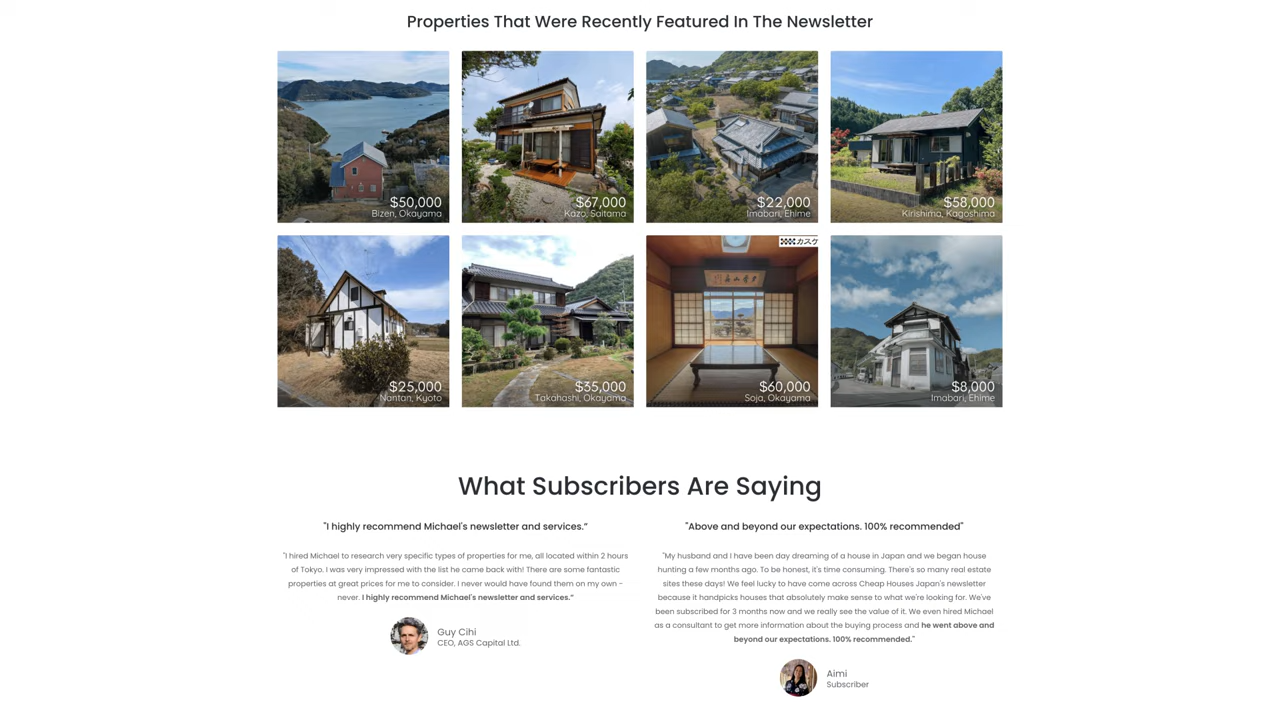 Properties That Were Recently Featured In The Newsletter
$50,000
Bizen, Okayama
$67,000
Kazo, Saitama
$22,000
Imabari, Ehime
$58,000
Kirishima, Kagoshima
$25,000
Nantan, Kyoto
$35,000
Takahashi, Okayama
カスケ
$60,000
Soja, Okayama
$8,000
Imabari, Ehime
What Subscribers Are Saying
"I highly recommend Michael's newsletter and services.”
"I hired Michael to research very specific types of properties for me, all located within 2 hours
of Tokyo. I was very impressed with the list he came back with! There are some fantastic
properties at great prices for me to consider. I never would have found them on my own -
never. I highly recommend Michael's newsletter and services.”
Guy Cihi
CEO, AGS Capital Ltd.
"Above and beyond our expectations. 100% recommended"
"My husband and I have been day dreaming of a house in Japan and we began house
hunting a few months ago. To be honest, it's time consuming. There's so many real estate
sites these days! We feel lucky to have come across Cheap Houses Japan's newsletter
because it handpicks houses that absolutely make sense to what we're looking for. We've
been subscribed for 3 months now and we really see the value of it. We even hired Michael
as a consultant to get more information about the buying process and he went above and
beyond our expectations. 100% recommended."
Aimi
Subscriber